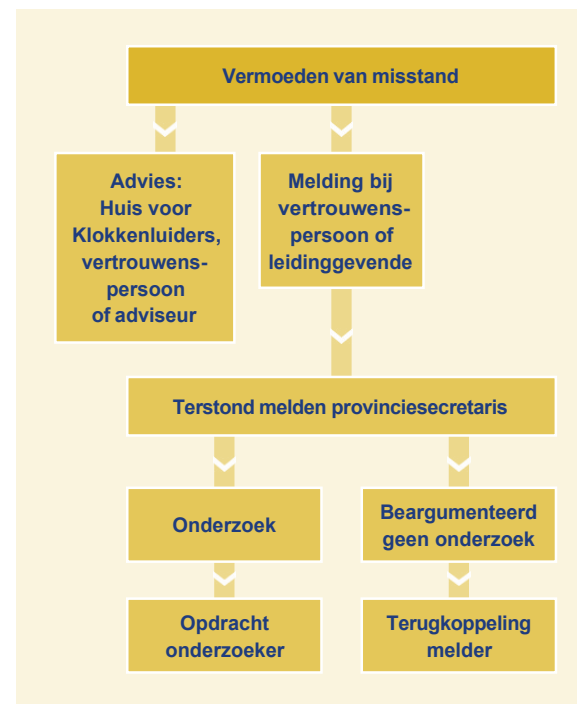 Vermoeden van misstand
Advies:
Huis voor
Klokkenluiders,
vertrouwens-
persoon
of adviseur
Melding bij
vertrouwens-
persoon of
leidinggevende
Terstond melden provinciesecretaris
Onderzoek
Beargumenteerd
geen onderzoek
Opdracht
onderzoeker
Terugkoppeling
melder